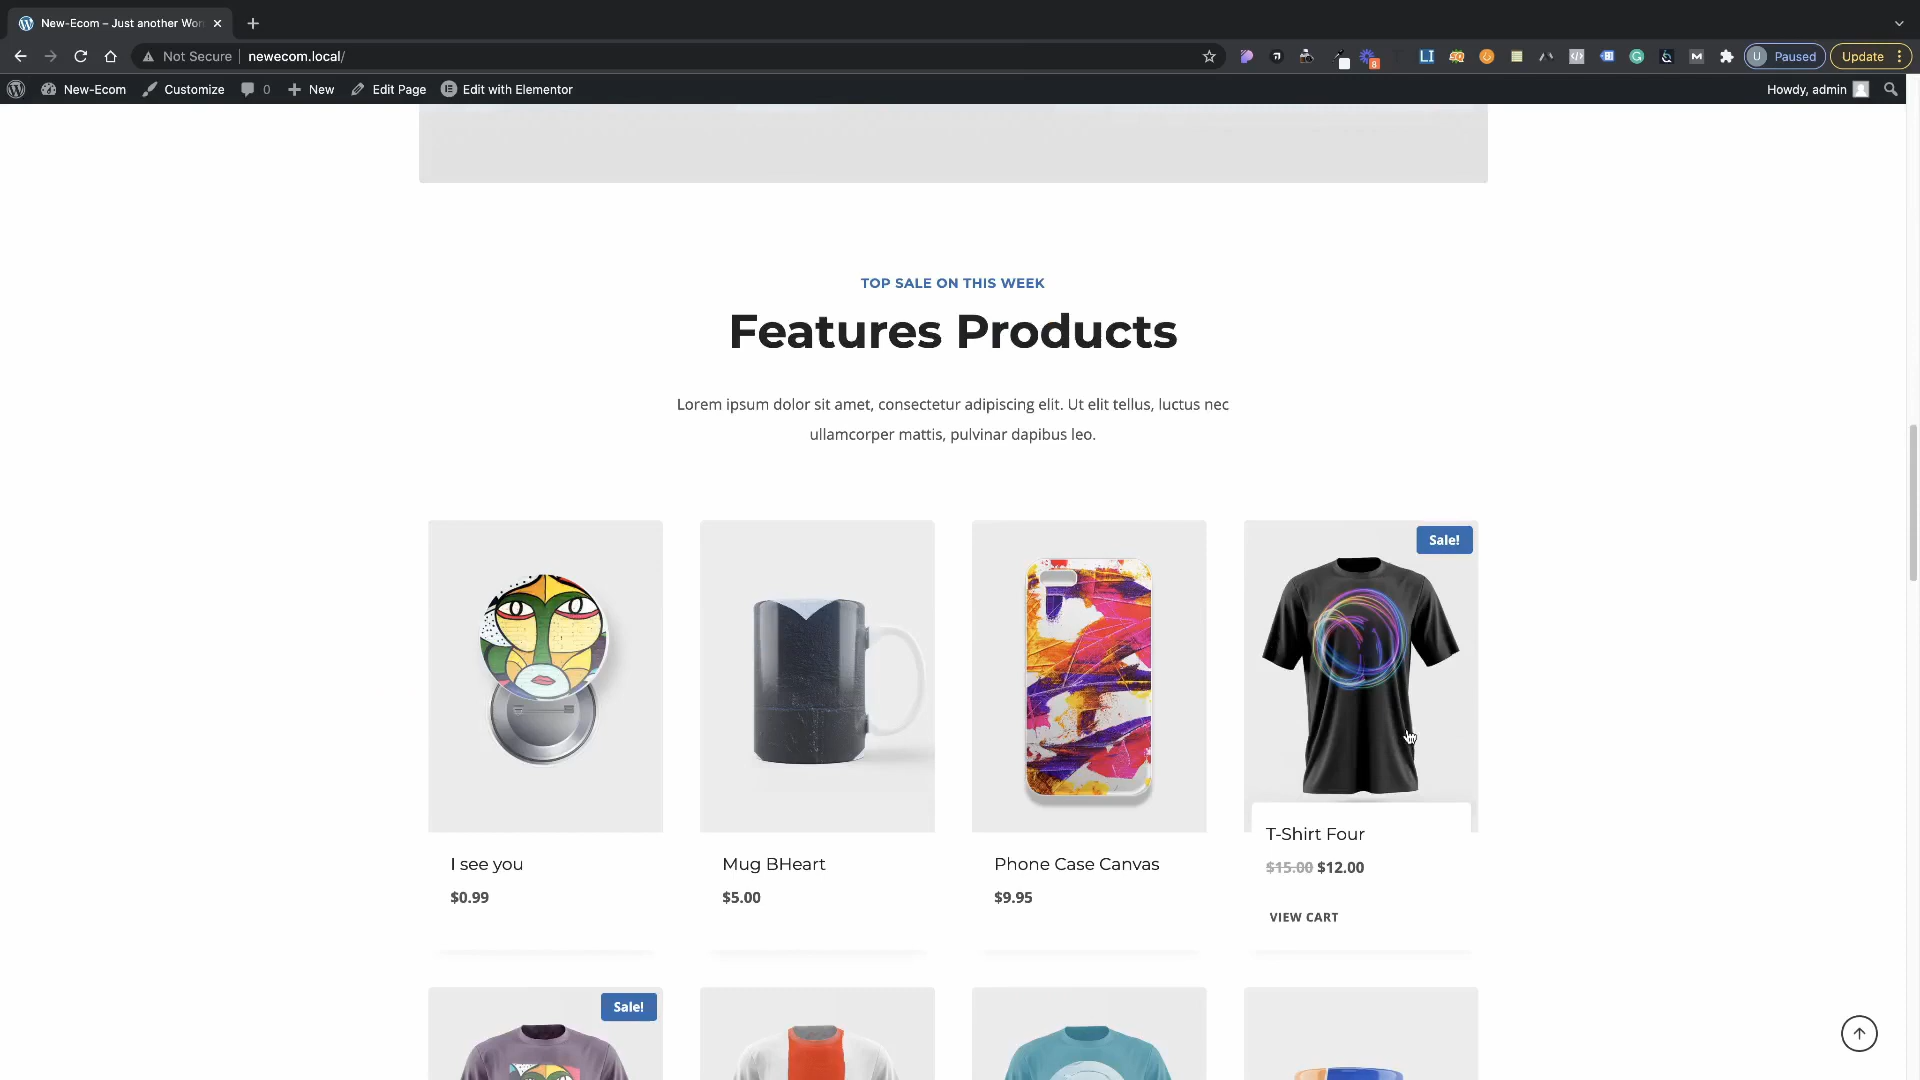 New-Ecom – Just another Wor
Not Secure
newecom.local/
LI
8
G
M
U
Paused
Update
New-Ecom
Customize
0
New
Edit Page
Edit with Elementor
Howdy, admin
TOP SALE ON THIS WEEK
Features Products
Lorem ipsum dolor sit amet, consectetur adipiscing elit. Ut elit tellus, luctus nec
ullamcorper mattis, pulvinar dapibus leo.
Sale!
I see you
$0.99
Mug BHeart
$5.00
Phone Case Canvas
$9.95
T-Shirt Four
$15.00 $12.00
VIEW CART
Sale!